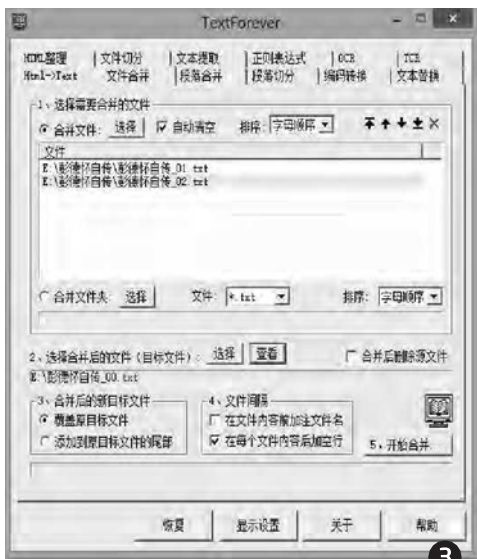 TextForever
HTML整理 文件切分 文本提取 正则表达式 OCR TCR
Html->Text 文件合并 段落合并 段落切分 编码转换 文本替换
1、选择需要合并的文件
合并文件: 选择 自动清空 排序: 字母顺序
文件
E:\彭德怀自传\彭德怀自传_01.txt
E:\彭德怀自传\彭德怀自传_02.txt
合并文件夹: 选择 文件: *.txt 排序: 字母顺序
2、选择合并后的文件(目标文件): 选择 查看 合并后删除源文件
E:\彭德怀自传_00.txt
3、合并后的新目标文件 4、文件间隔
覆盖原目标文件 在文件内容前加注文件名
添加到原目标文件的尾部 在每个文件内容后加空行 5、开始合并
恢复 显示设置 关于 帮助
3